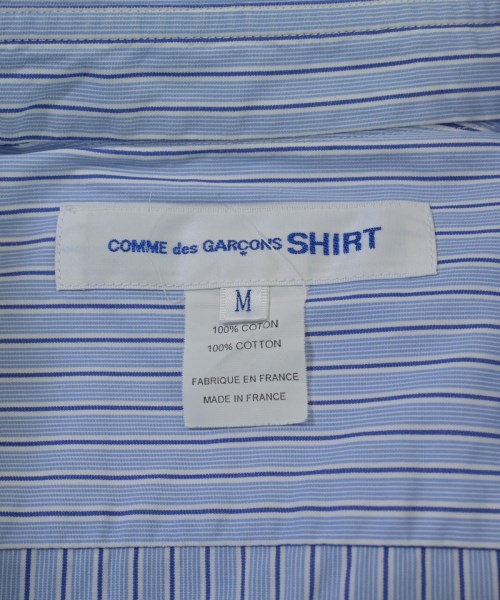 COMME des GARÇONS SHIRT
M
100% COTON
100% COTTON
FABRIQUE EN FRANCE
MADE IN FRANCE